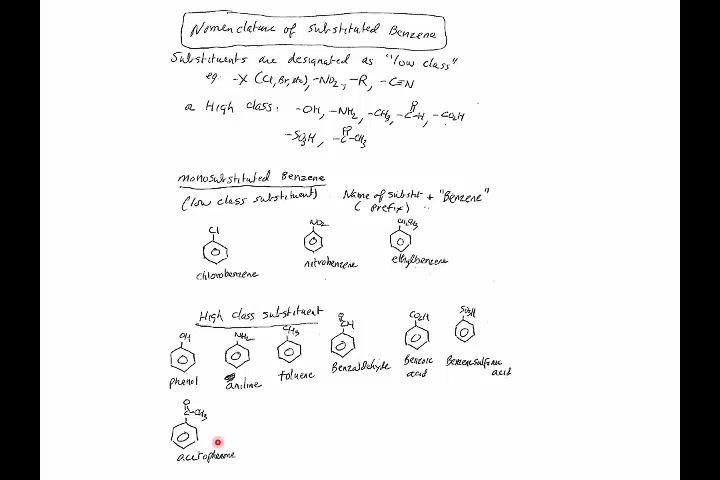 Nomenclature of substituted Benzene
Substituents are designated as "low class"
eg -X (Cl, Br, etc), -NO2, -R, -C≡N
a High class: -OH, -NH2, -CH3, -C-H, -CO2H
O
-SO3H, -C-CH3
O
monosubstituted Benzene
(low class substituent) Name of substit + "Benzene"
(prefix)
Cl NO2 CH2CH3
chlorobenzene nitrobenzene ethylbenzene
High class substituent
OH NH2 CH3 O CH CO2H SO3H
phenol aniline toluene Benzaldehyde Benzoic acid Benzenesulfonic acid
O
C-CH3
acetophenone